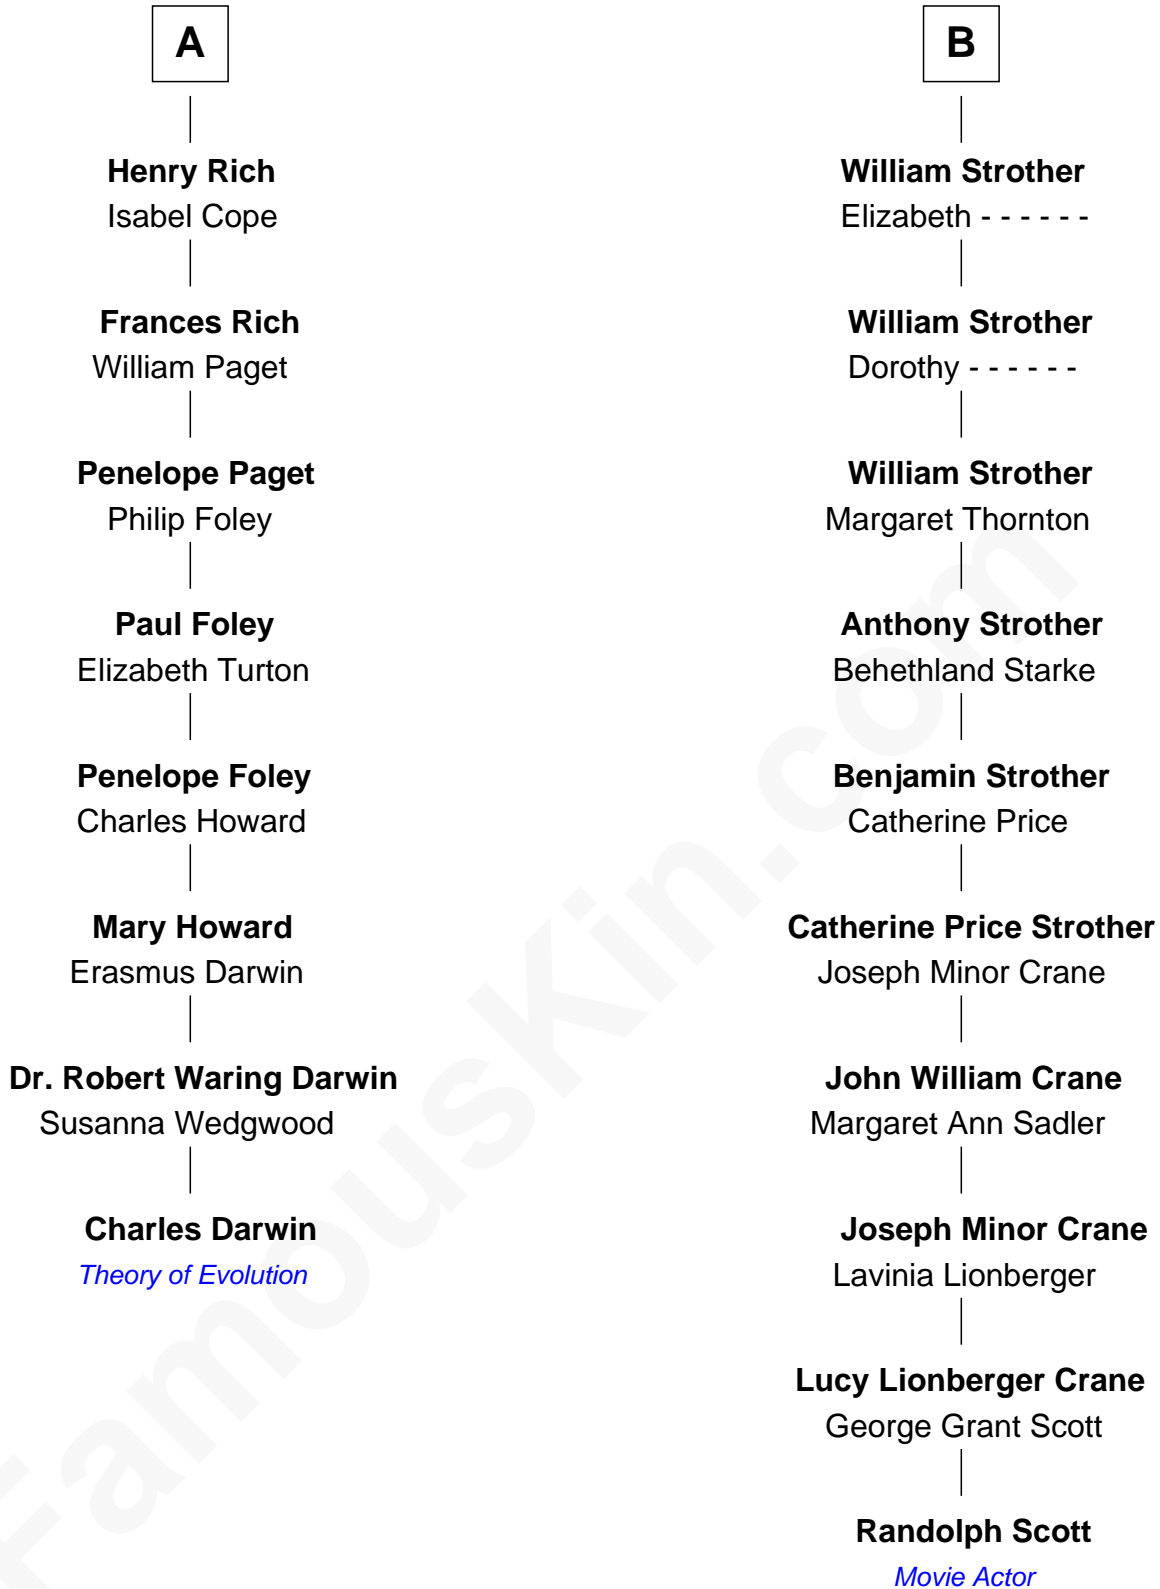 A
Henry Rich
Isabel Cope
Frances Rich
William Paget
Penelope Paget
Philip Foley
Paul Foley
Elizabeth Turton
Penelope Foley
Charles Howard
Mary Howard
Erasmus Darwin
Dr. Robert Waring Darwin
Susanna Wedgwood
Charles Darwin
Theory of Evolution
B
William Strother
Elizabeth - - - - - -
William Strother
Dorothy - - - - - -
William Strother
Margaret Thornton
Anthony Strother
Behethland Starke
Benjamin Strother
Catherine Price
Catherine Price Strother
Joseph Minor Crane
John William Crane
Margaret Ann Sadler
Joseph Minor Crane
Lavinia Lionberger
Lucy Lionberger Crane
George Grant Scott
Randolph Scott
Movie Actor
FamousKin.com